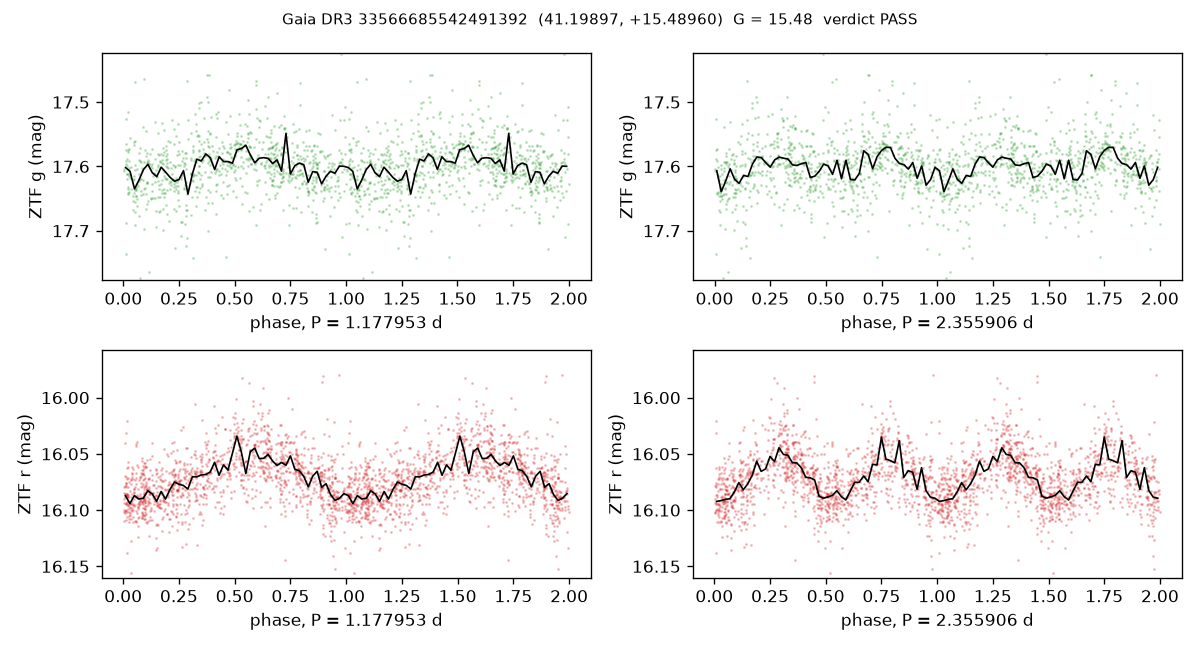 Gaia DR3 33566685542491392 (41.19897, +15.48960) G = 15.48 verdict PASS
ZTF g (mag)
17.5
17.6
17.7
0.00 0.25 0.50 0.75 1.00 1.25 1.50 1.75 2.00
phase, P = 1.177953 d
ZTF g (mag)
17.5
17.6
17.7
0.00 0.25 0.50 0.75 1.00 1.25 1.50 1.75 2.00
phase, P = 2.355906 d
ZTF r (mag)
16.00
16.05
16.10
16.15
0.00 0.25 0.50 0.75 1.00 1.25 1.50 1.75 2.00
phase, P = 1.177953 d
ZTF r (mag)
16.00
16.05
16.10
16.15
0.00 0.25 0.50 0.75 1.00 1.25 1.50 1.75 2.00
phase, P = 2.355906 d